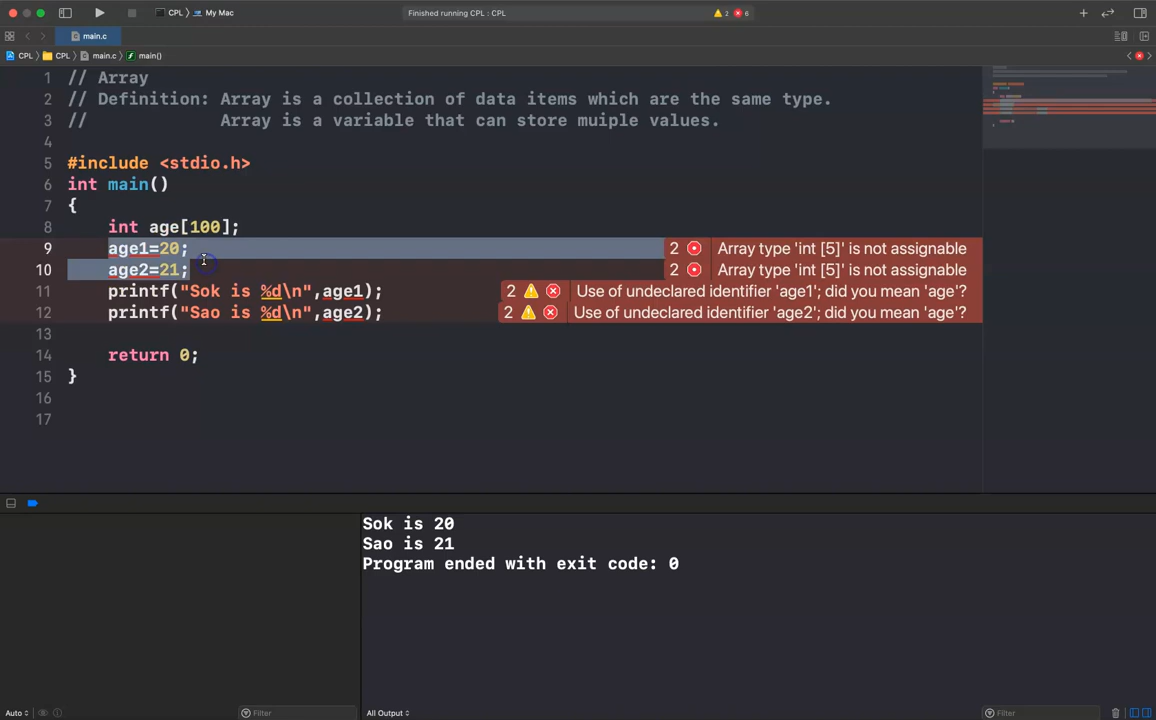 CPL 〉 My Mac
Finished running CPL : CPL
2 6
main.c
CPL 〉 CPL 〉 main.c 〉 main()
1 // Array
2 // Definition: Array is a collection of data items which are the same type.
3 // Array is a variable that can store muiple values.
4
5 #include <stdio.h>
6 int main()
7 {
8 int age[100];
9 age1=20; 2 Array type 'int [5]' is not assignable
10 age2=21; 2 Array type 'int [5]' is not assignable
11 printf("Sok is %d\n",age1); 2 Use of undeclared identifier 'age1'; did you mean 'age'?
12 printf("Sao is %d\n",age2); 2 Use of undeclared identifier 'age2'; did you mean 'age'?
13
14 return 0;
15 }
16
17
Sok is 20
Sao is 21
Program ended with exit code: 0
Auto Filter All Output Filter